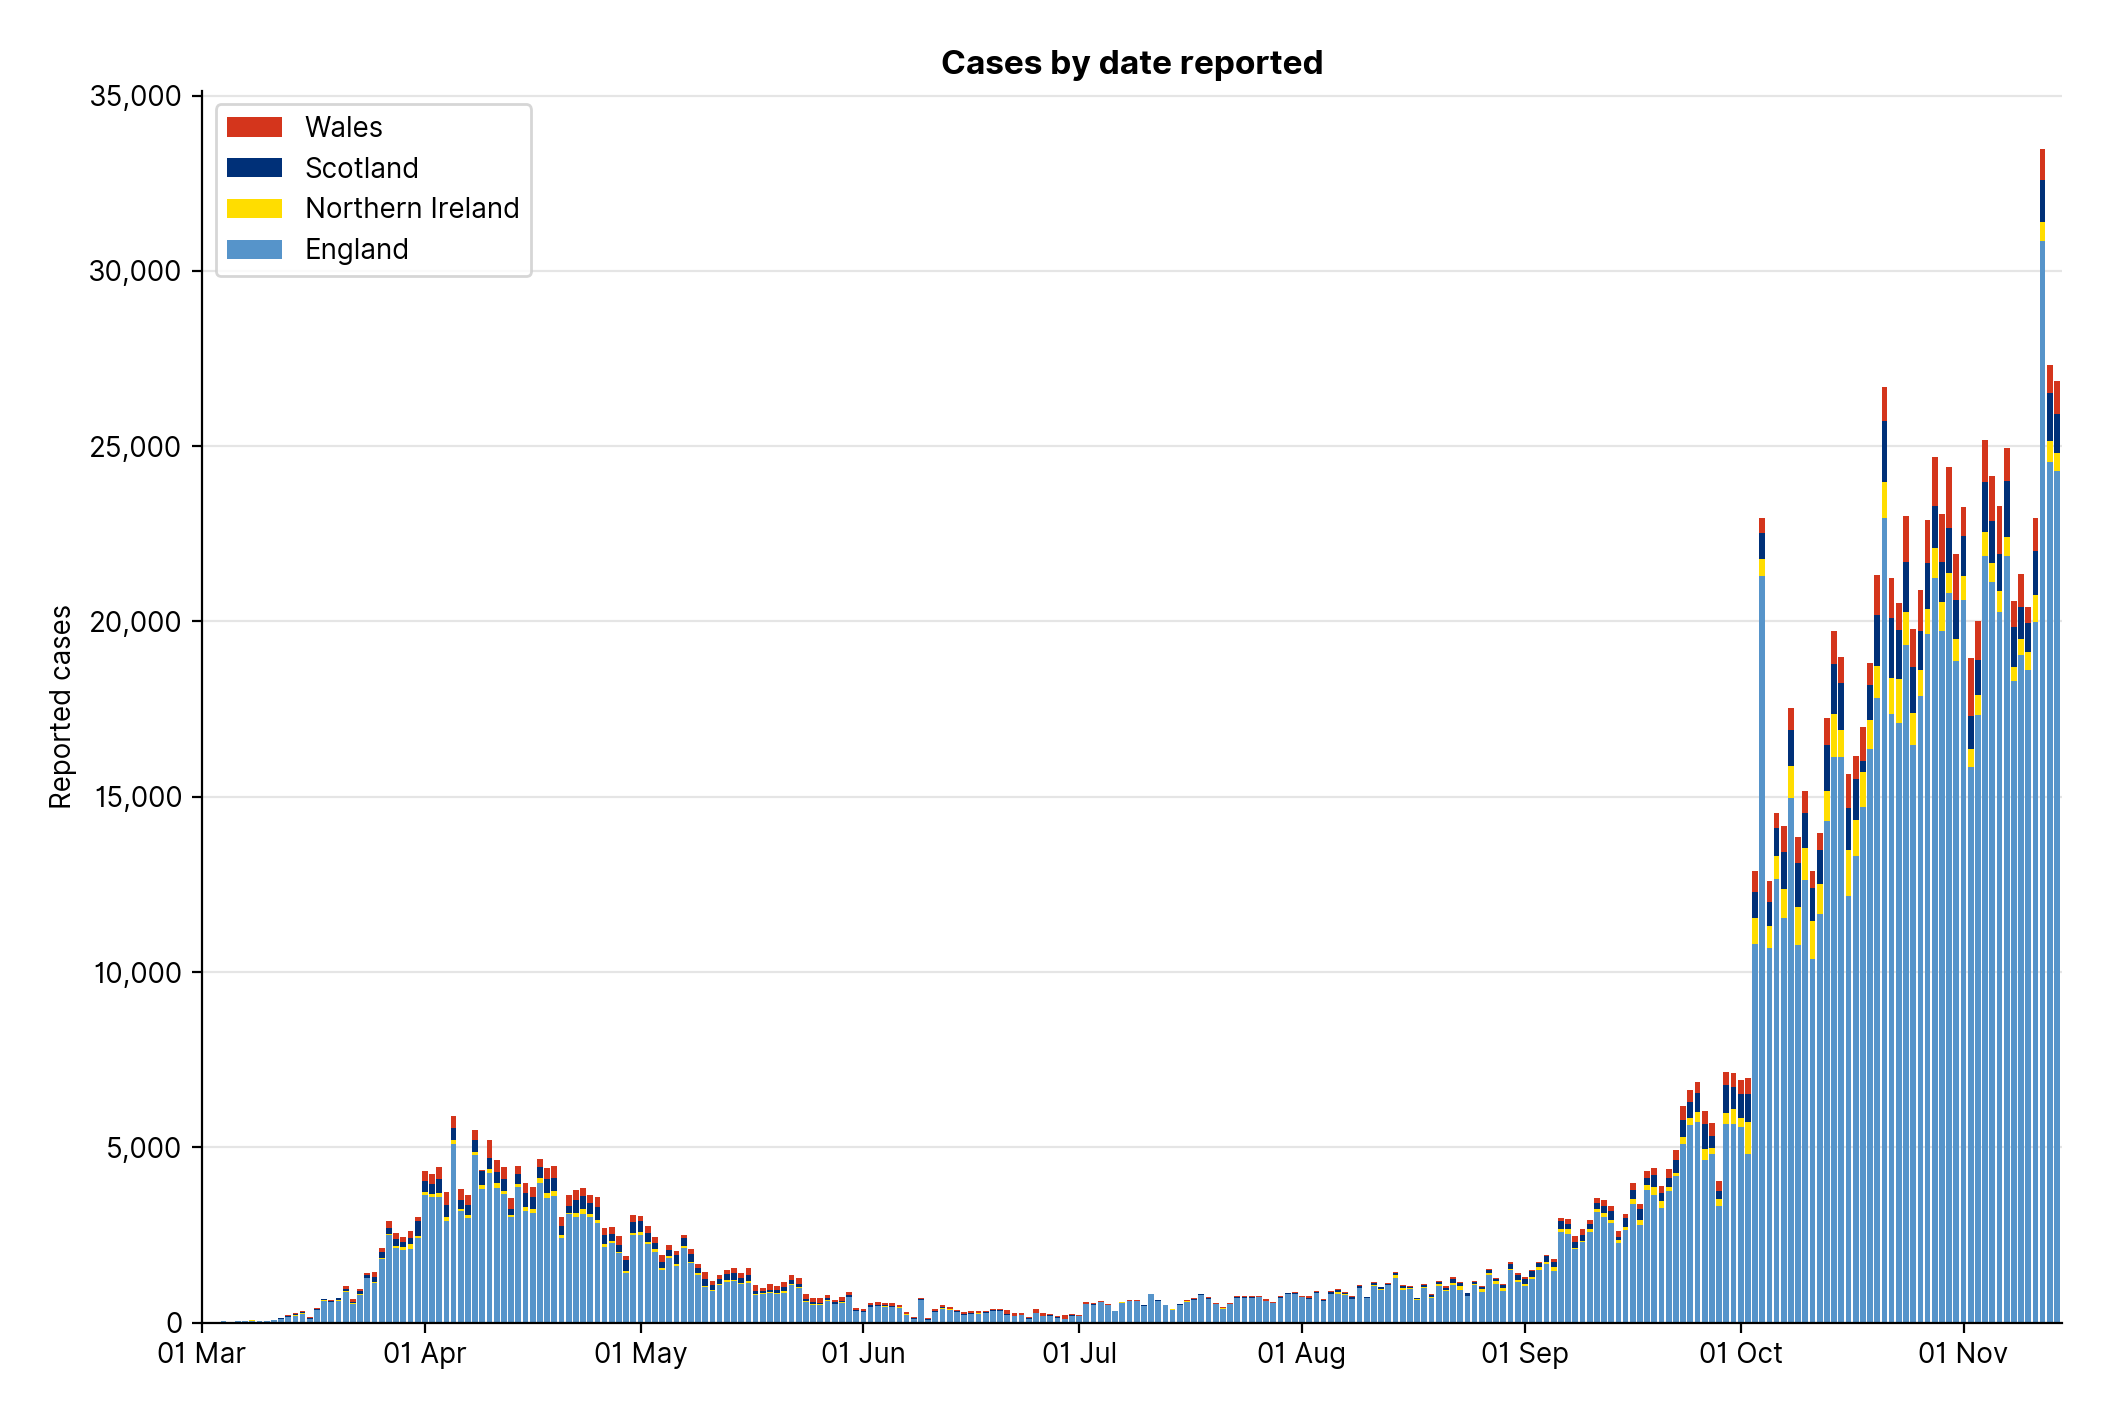 Cases by date reported
35,000
30,000
25,000
20,000
15,000
10,000
5,000
0
Reported cases
Wales
Scotland
Northern Ireland
England
01 Mar
01 Apr
01 May
01 Jun
01 Jul
01 Aug
01 Sep
01 Oct
01 Nov